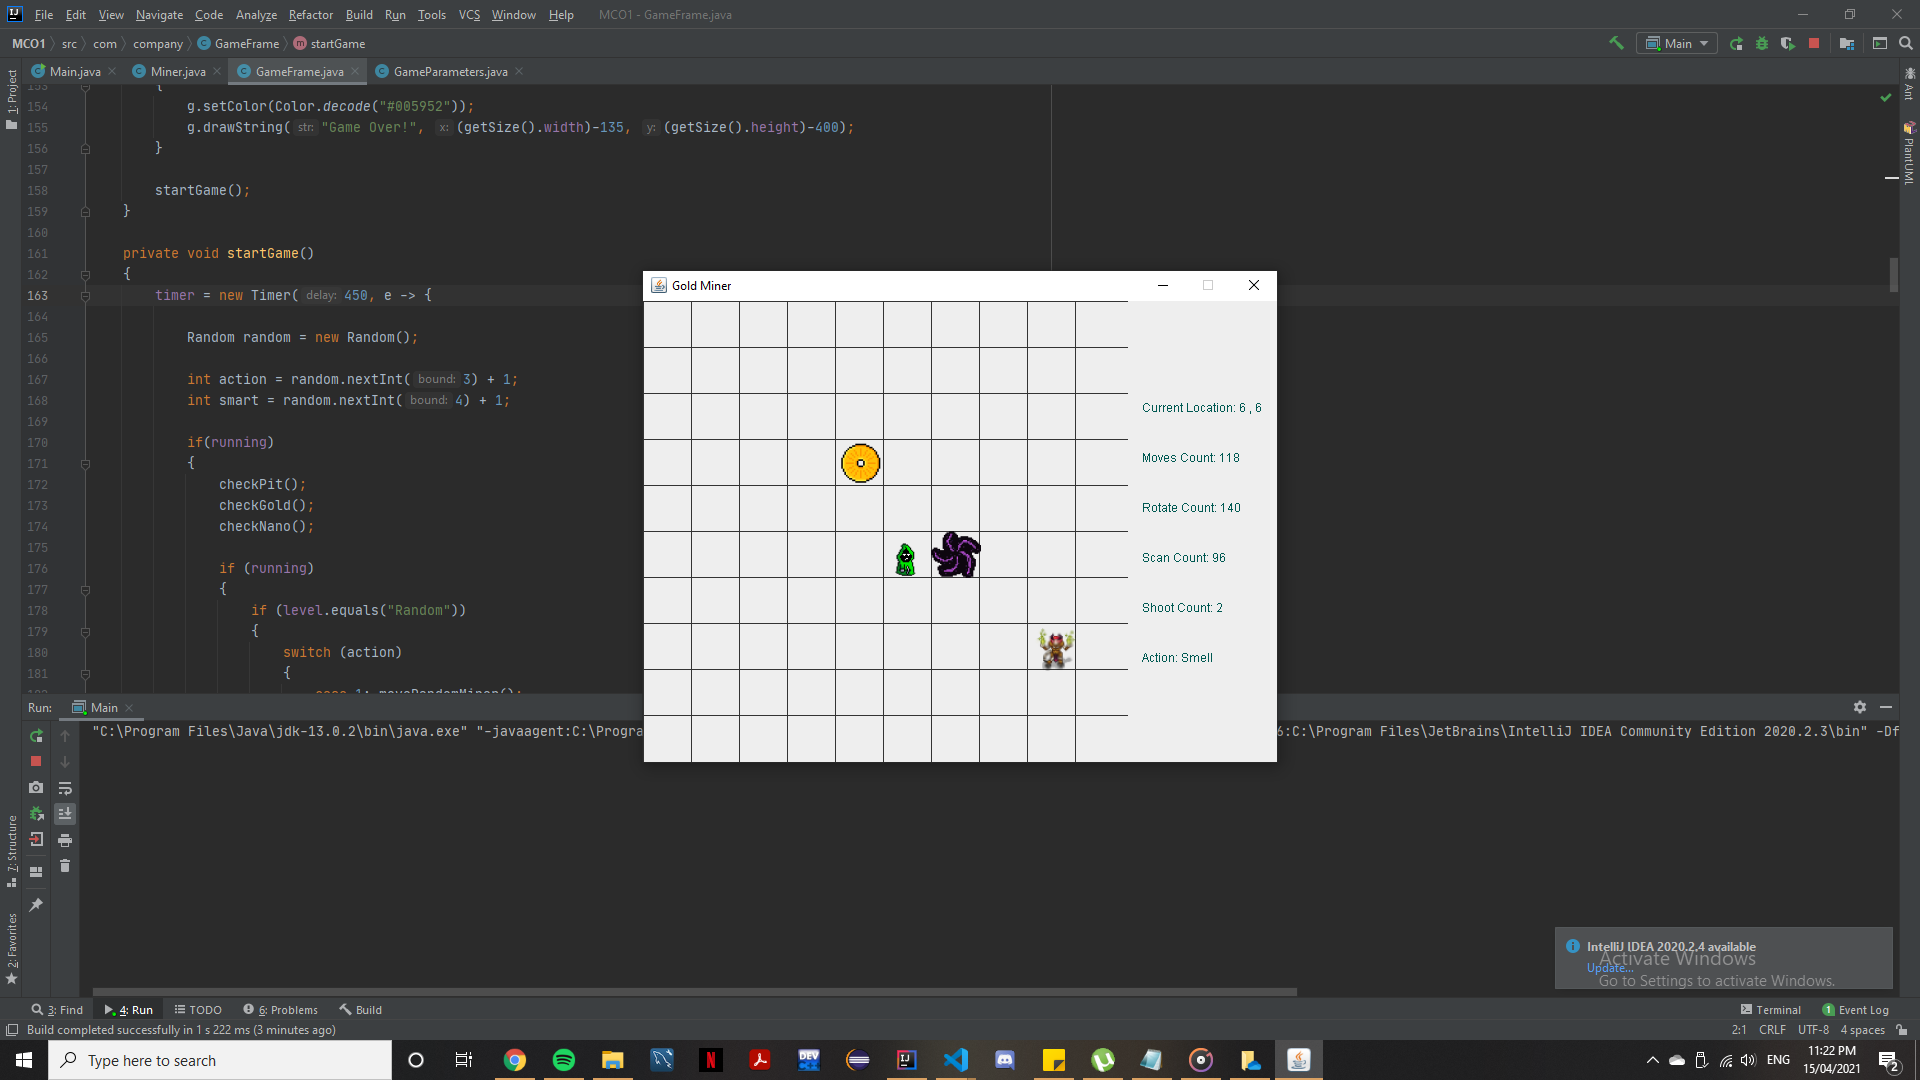 File Edit View Navigate Code Analyze Refactor Build Run Tools VCS Window Help MCO1 - GameFrame.java
MCO1 src com company GameFrame startGame Main
Main.java Miner.java GameFrame.java GameParameters.java
1: Project
Ant
PlantUML
153 {
154 g.setColor(Color.decode("#005952"));
155 g.drawString( str: "Game Over!", x: (getSize().width)-135, y: (getSize().height)-400);
156 }
157
158 startGame();
159 }
160
161 private void startGame()
162 {
163 timer = new Timer( delay: 450, e -> {
164
165 Random random = new Random();
166
167 int action = random.nextInt( bound: 3) + 1;
168 int smart = random.nextInt( bound: 4) + 1;
169
170 if(running)
171 {
172 checkPit();
173 checkGold();
174 checkNano();
175
176 if (running)
177 {
178 if (level.equals("Random"))
179 {
180 switch (action)
181 {
case 1: moveRandomMiner();
Gold Miner
Current Location: 6 , 6
Moves Count: 118
Rotate Count: 140
Scan Count: 96
Shoot Count: 2
Action: Smell
Run: Main
"C:\Program Files\Java\jdk-13.0.2\bin\java.exe" "-javaagent:C:\Progra
6:C:\Program Files\JetBrains\IntelliJ IDEA Community Edition 2020.2.3\bin" -Df
7: Structure
2: Favorites
IntelliJ IDEA 2020.2.4 available
Update...
Activate Windows
Go to Settings to activate Windows.
3: Find 4: Run TODO 6: Problems Build Terminal 1 Event Log
Build completed successfully in 1 s 222 ms (3 minutes ago) 2:1 CRLF UTF-8 4 spaces
Type here to search
DEV C++
N
IJ
ENG
11:22 PM
15/04/2021
2